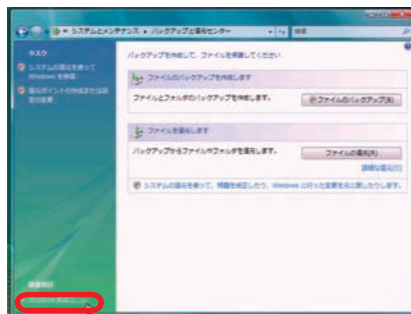 « システムとメンテナンス ▸ バックアップと復元センター
検索
タスク
システムの復元を使って
Windows を修復
復元ポイントの作成または設
定の変更
バックアップを作成して、ファイルを保護してください
ファイルのバックアップを作成します
ファイルとフォルダのバックアップを作成します。
ファイルのバックアップ(B)
ファイルを復元します
バックアップからファイルやフォルダを復元します。
ファイルの復元(R)
詳細な復元(D)
システムの復元を使って、問題を修正したり、Windows に行った変更を元に戻したりします。
関連項目